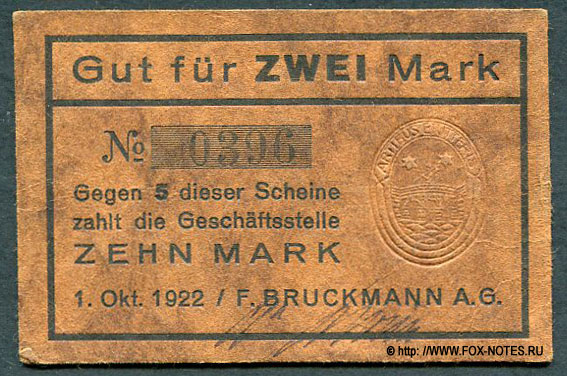 Gut für ZWEI Mark
№ 0396
Gegen 5 dieser Scheine
zahlt die Geschäftsstelle
ZEHN MARK
1. Okt. 1922 / F. BRUCKMANN A.G.
© http://WWW.FOX-NOTES.RU